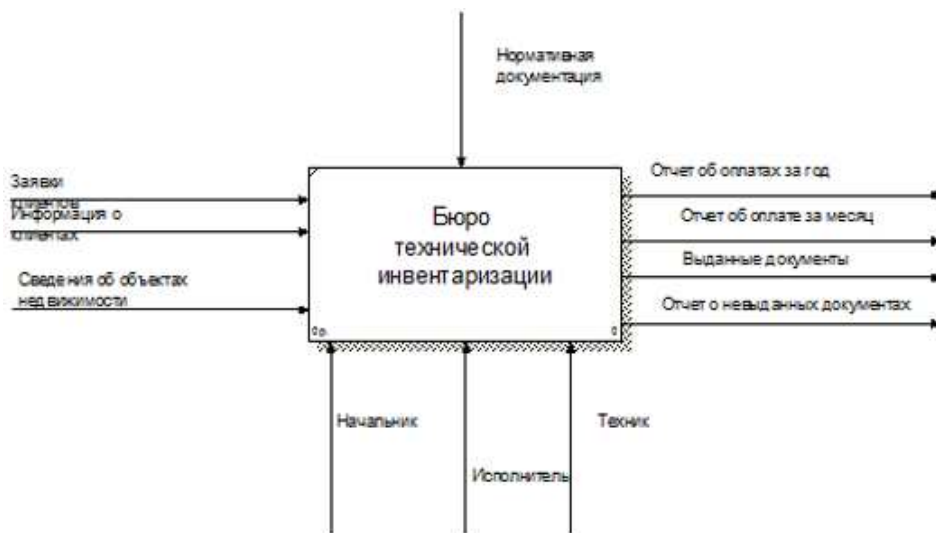 Нормативная
документация
Заявки
клиентов
Информация о
клиентах
Сведения об объектах
недвижимости
Бюро
технической
инвентаризации
0р.
0
Отчет об оплатах за год
Отчет об оплате за месяц
Выданные документы
Отчет о невыданных документах
Начальник
Исполнитель
Техник